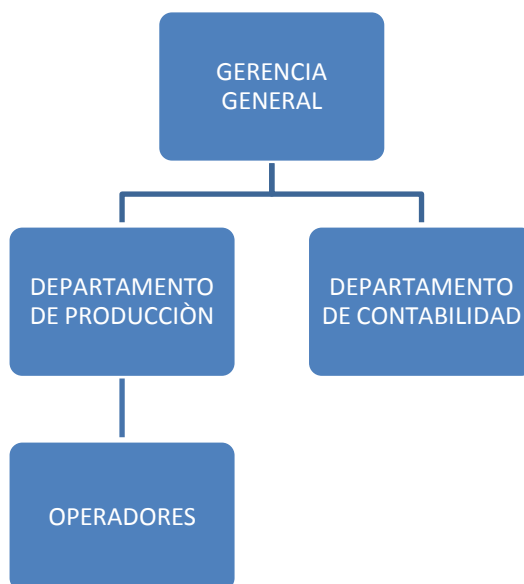 GERENCIA
GENERAL
DEPARTAMENTO
DE PRODUCCIÒN
DEPARTAMENTO
DE CONTABILIDAD
OPERADORES